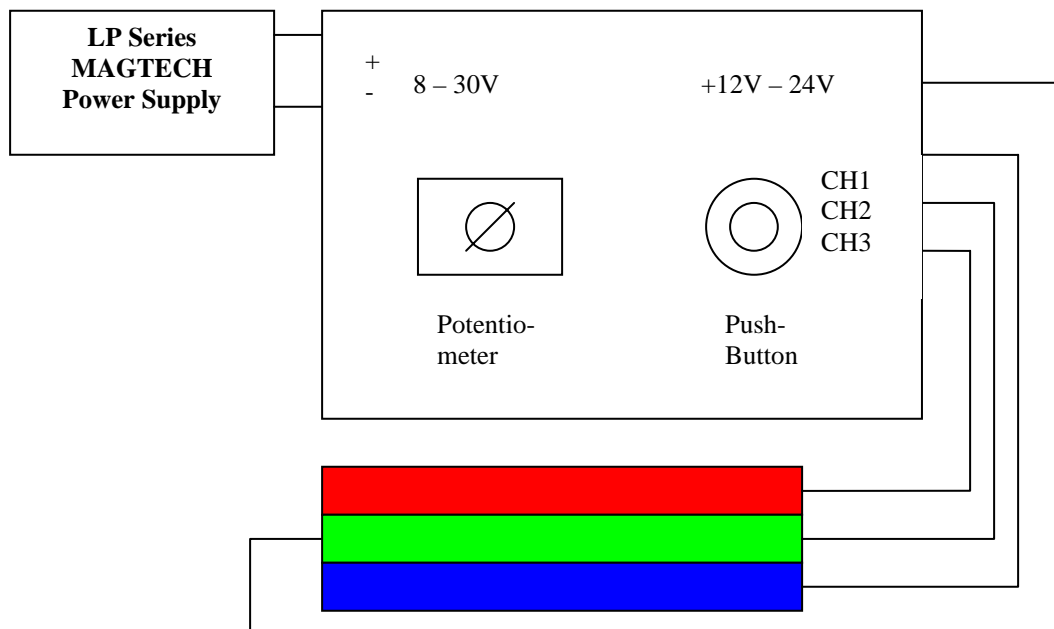 LP Series
MAGTECH
Power Supply
+
-
8 – 30V
+12V – 24V
CH1
CH2
CH3
Potentio-
meter
Push-
Button